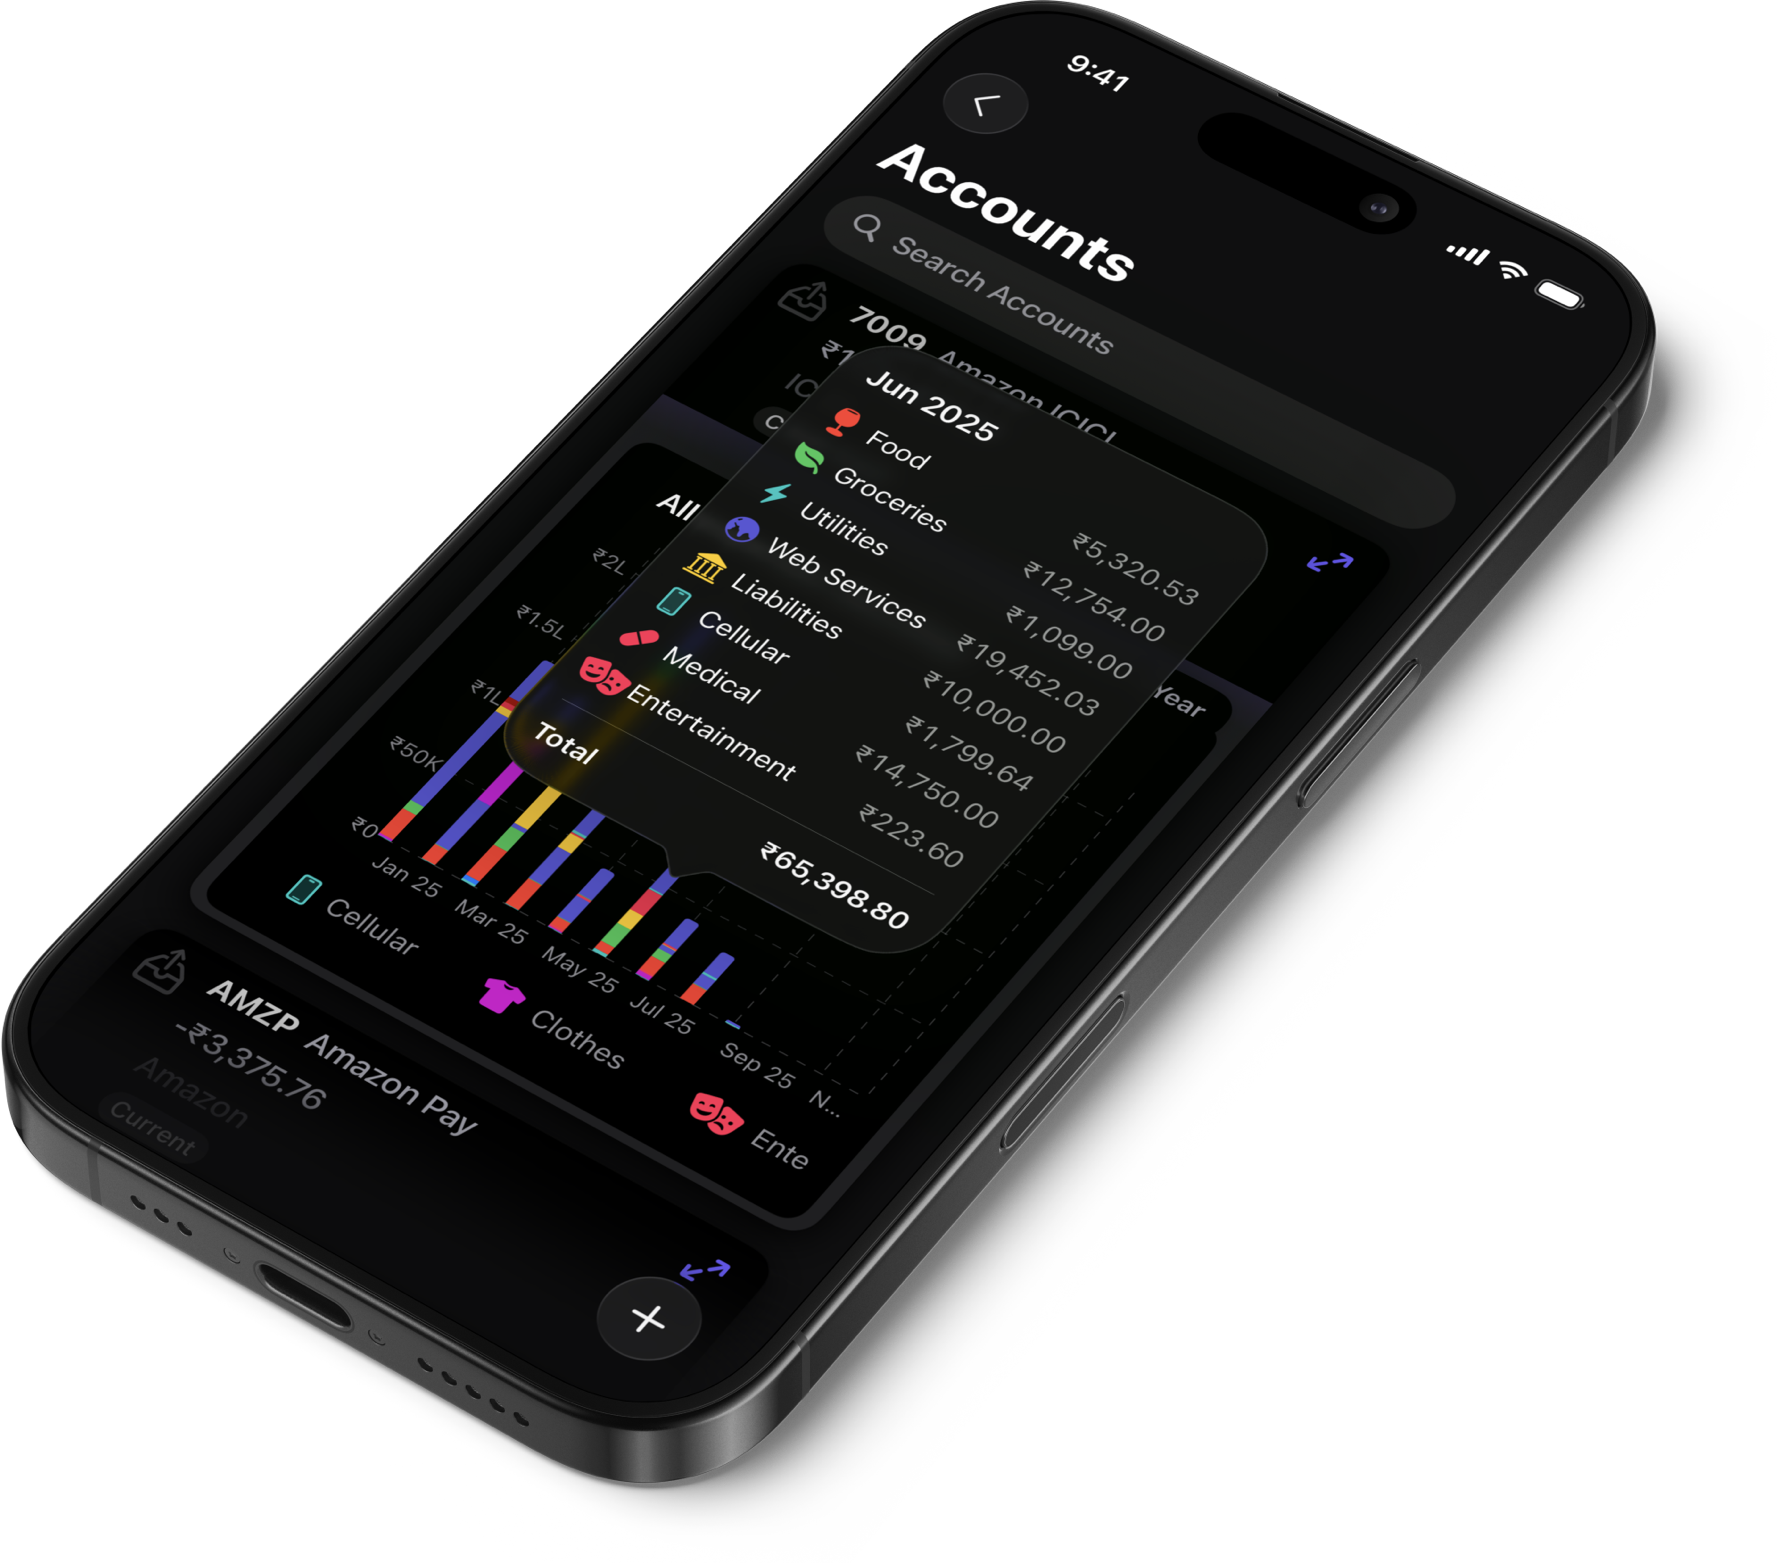 9:41
Accounts
Search Accounts
7009 Amazon ICICI
₹1
IC
C
Jun 2025
Food ₹5,320.53
Groceries ₹12,754.00
Utilities ₹1,099.00
Web Services ₹19,452.03
Liabilities ₹10,000.00
Cellular ₹1,799.64
Medical ₹14,750.00
Entertainment ₹223.60
Total ₹65,398.80
All
Year
₹2L
₹1.5L
₹1L
₹50K
₹0
Jan 25 Mar 25 May 25 Jul 25 Sep 25 N...
Cellular Clothes Ente
AMZP Amazon Pay
-₹3,375.76
Amazon
Current